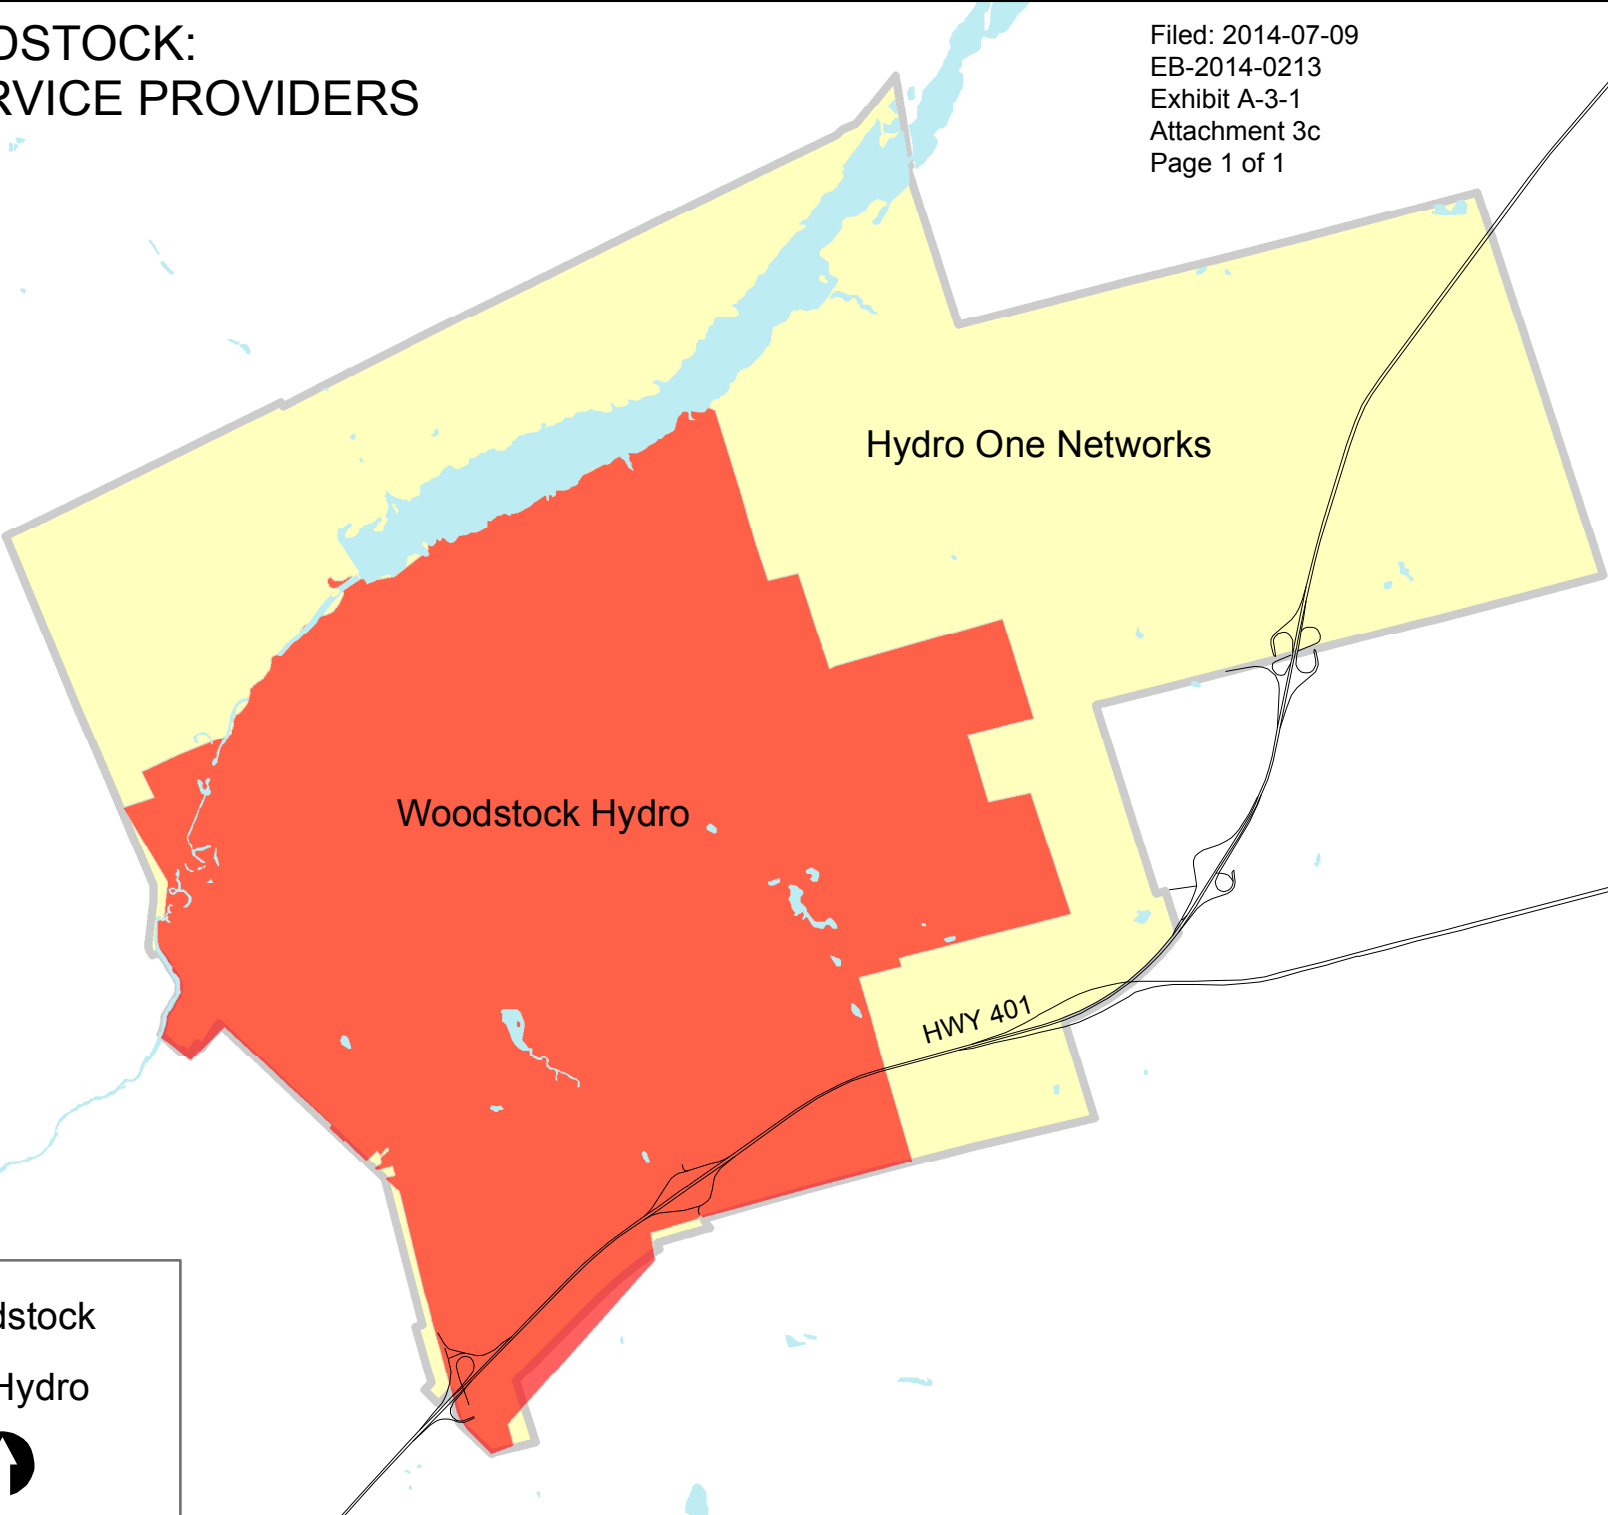 DSTOCK:
RVICE PROVIDERS
Filed: 2014-07-09
EB-2014-0213
Exhibit A-3-1
Attachment 3c
Page 1 of 1
Hydro One Networks
Woodstock Hydro
HWY 401
dstock
Hydro